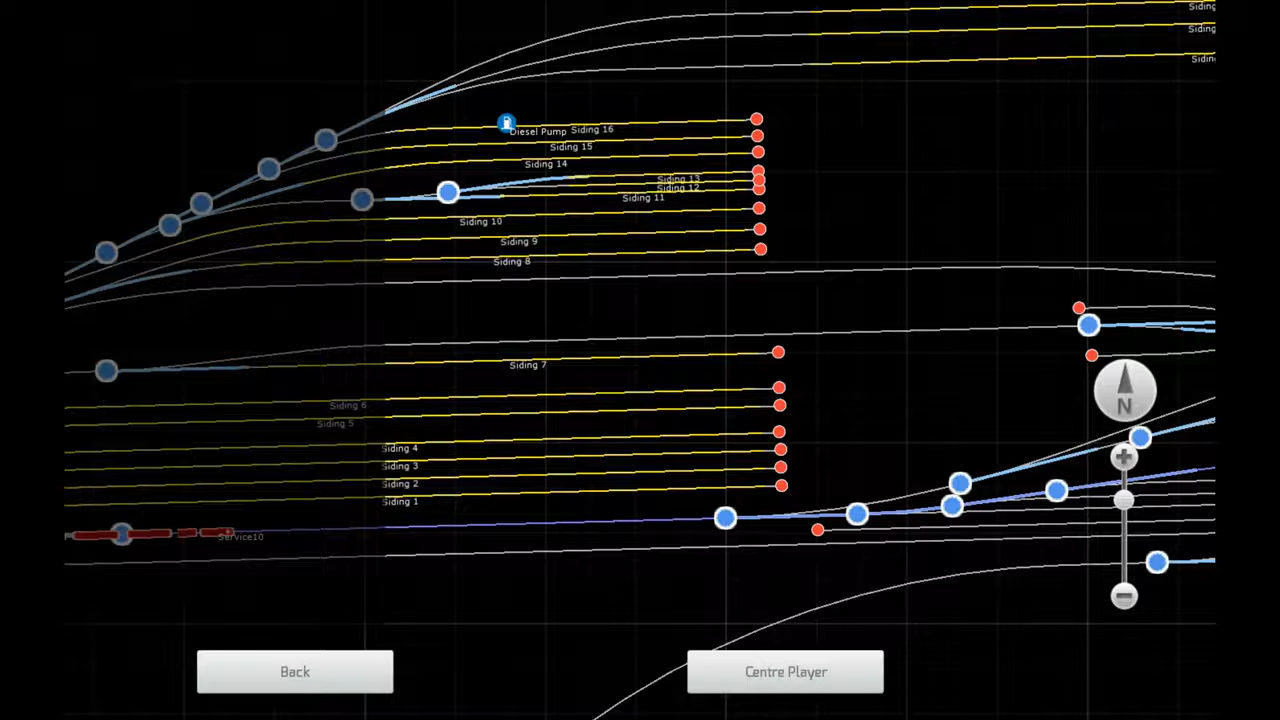 Siding
Siding
Siding
Diesel Pump
Siding 16
Siding 15
Siding 14
Siding 13
Siding 12
Siding 11
Siding 10
Siding 9
Siding 8
Siding 7
Siding 6
Siding 5
Siding 4
Siding 3
Siding 2
Siding 1
Service10
N
Back
Centre Player